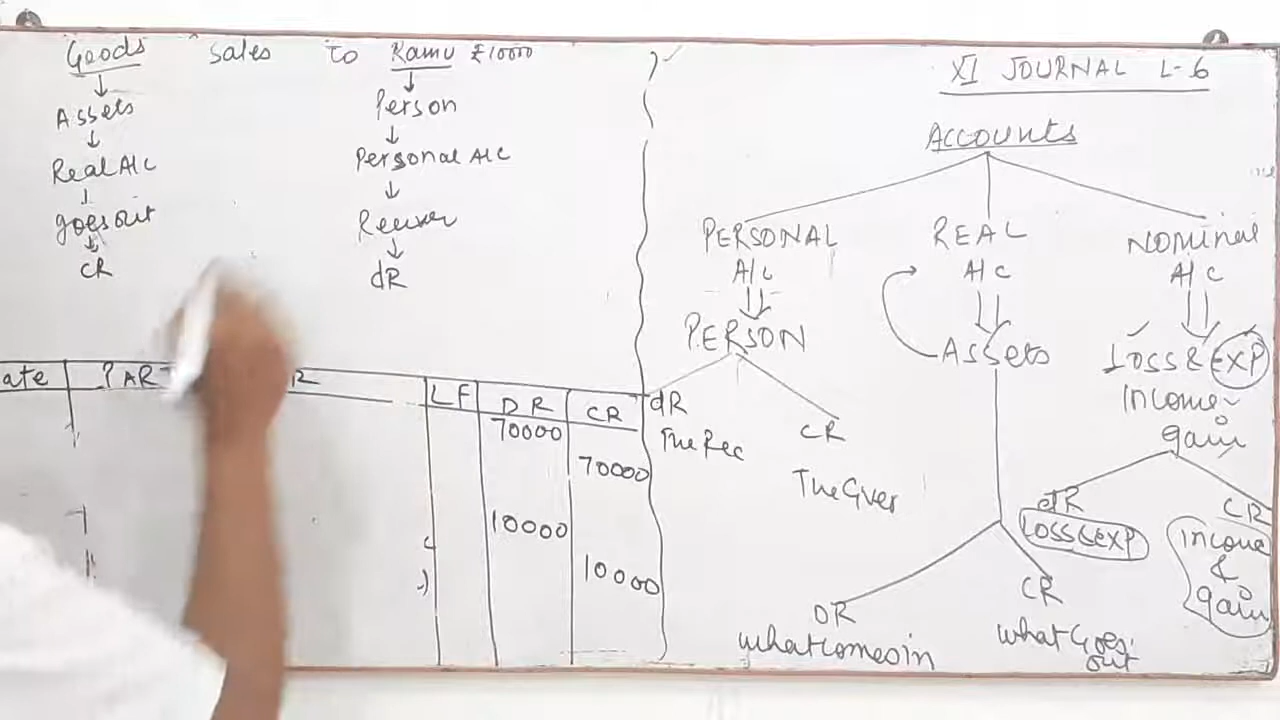 Goods sales to Ramu ₹10000
Assets
Real A/c
goes out
CR
Person
Personal A/c
Receiver
dR
ate PAR R LF DR CR
70000
70000
10000
10000
XI JOURNAL L-6
ACCOUNTS
PERSONAL
A/c
PERSON
dR
The Rec
CR
The Giver
REAL
A/c
Assets
DR
what comes in
CR
what Goes
out
Nominal
A/c
Loss & EXP
Income
gain
dR
Loss & EXP
CR
income
&
gain